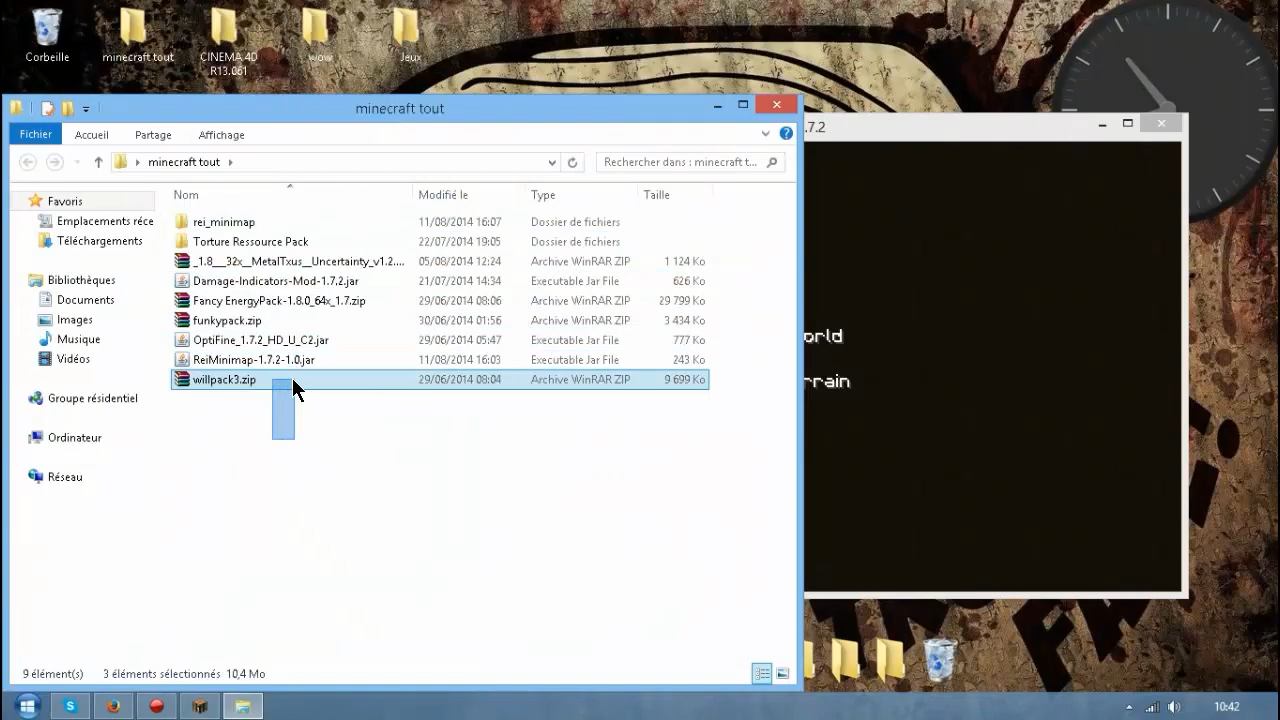 Corbeille
minecraft tout
CINEMA 4D
R13.061
wow
Jeux
minecraft tout
.7.2
Fichier
Accueil
Partage
Affichage
minecraft tout
Rechercher dans : minecraft t...
Nom
Modifié le
Type
Taille
Favoris
Emplacements réce
Téléchargements
Bibliothèques
Documents
Images
Musique
Vidéos
Groupe résidentiel
Ordinateur
Réseau
rei_minimap 11/08/2014 16:07 Dossier de fichiers
Torture Ressource Pack 22/07/2014 19:05 Dossier de fichiers
_1.8___32x__MetalTxus__Uncertainty_v1.2.... 05/08/2014 12:24 Archive WinRAR ZIP 1 124 Ko
Damage-Indicators-Mod-1.7.2.jar 21/07/2014 14:34 Executable Jar File 626 Ko
Fancy EnergyPack-1.8.0_64x_1.7.zip 29/06/2014 08:06 Archive WinRAR ZIP 29 799 Ko
funkypack.zip 30/06/2014 01:56 Archive WinRAR ZIP 3 434 Ko
OptiFine_1.7.2_HD_U_C2.jar 29/06/2014 05:47 Executable Jar File 777 Ko
ReiMinimap-1.7.2-1.0.jar 11/08/2014 16:03 Executable Jar File 243 Ko
willpack3.zip 29/06/2014 08:04 Archive WinRAR ZIP 9 699 Ko
orld
rrain
9 élément(s)
3 éléments sélectionnés 10,4 Mo
10:42